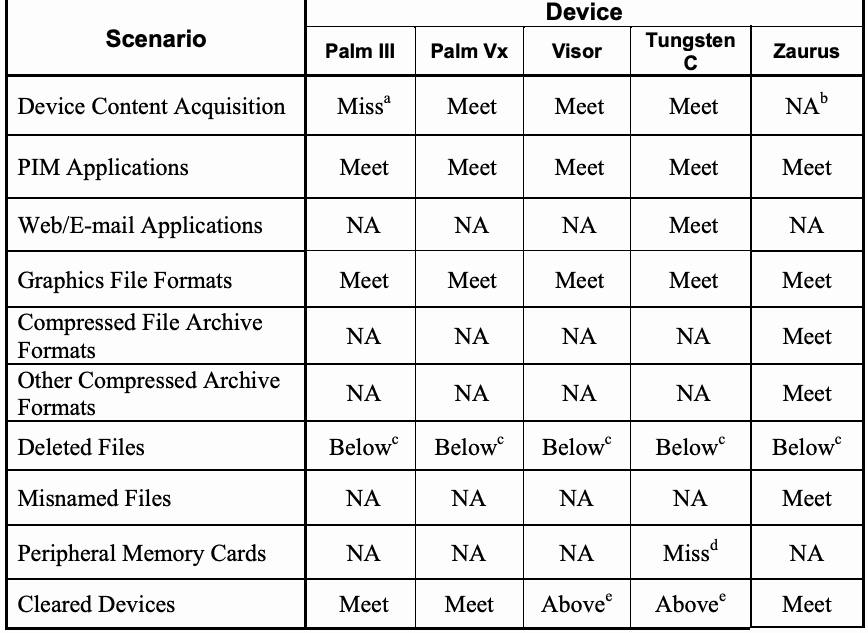 Device
Scenario
Palm III Palm Vx Visor Tungsten C Zaurus
Device Content Acquisition Missᵃ Meet Meet Meet NAᵇ
PIM Applications Meet Meet Meet Meet Meet
Web/E-mail Applications NA NA NA Meet NA
Graphics File Formats Meet Meet Meet Meet Meet
Compressed File Archive
Formats NA NA NA NA Meet
Other Compressed Archive
Formats NA NA NA NA Meet
Deleted Files Belowᶜ Belowᶜ Belowᶜ Belowᶜ Belowᶜ
Misnamed Files NA NA NA NA Meet
Peripheral Memory Cards NA NA NA Missᵈ NA
Cleared Devices Meet Meet Aboveᵉ Aboveᵉ Meet